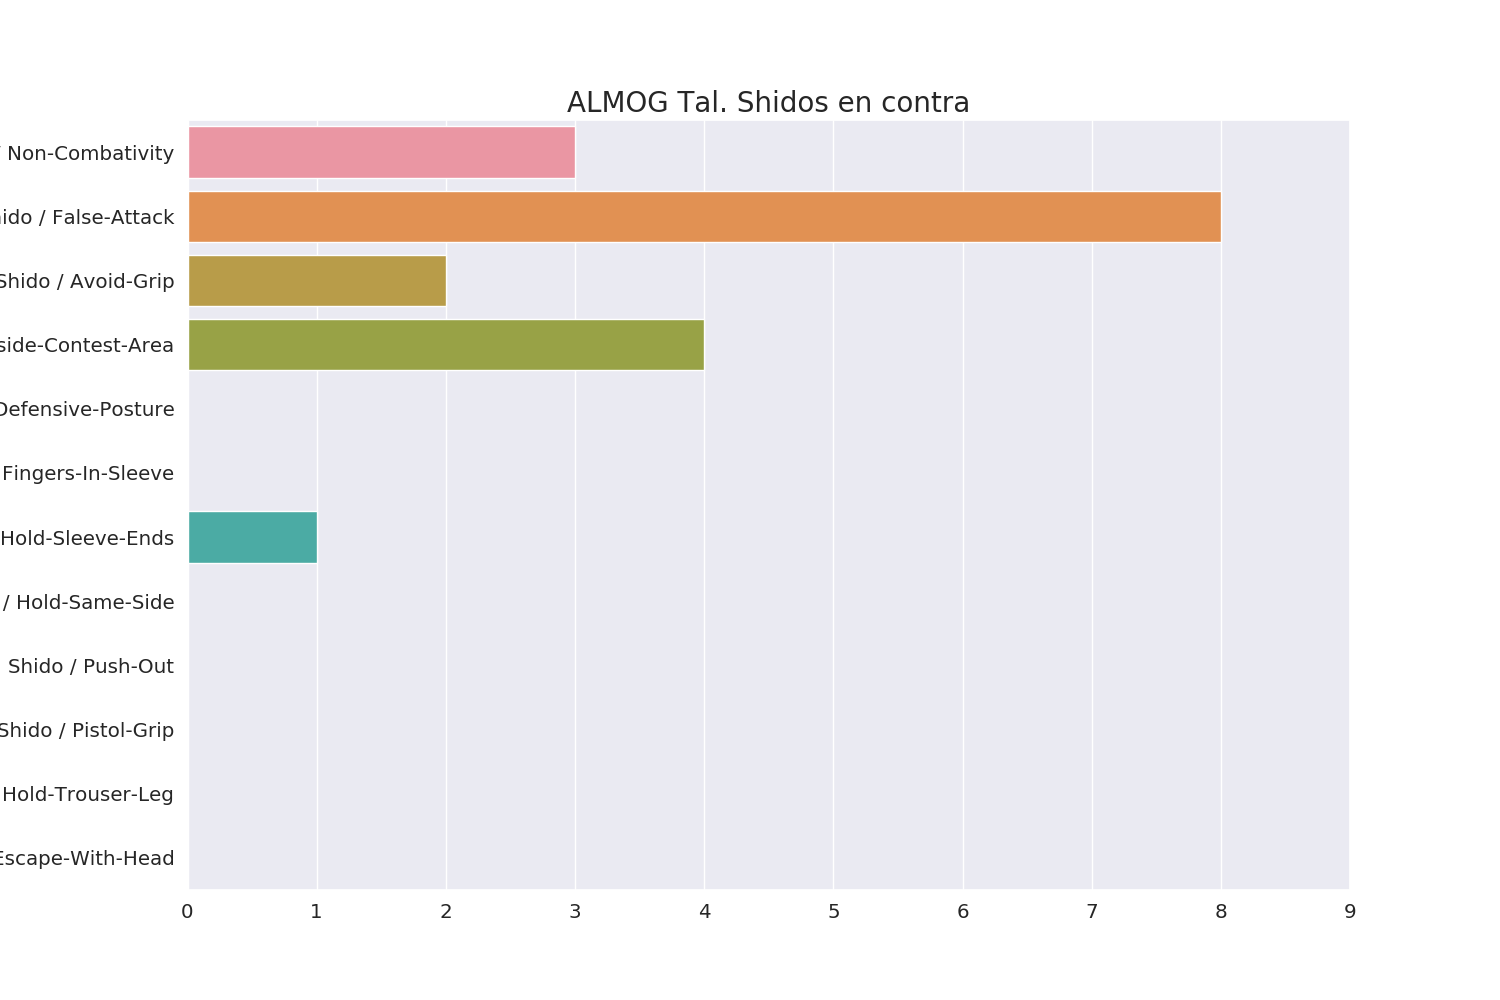 ALMOG Tal. Shidos en contra
/ Non-Combativity
ido / False-Attack
Shido / Avoid-Grip
side-Contest-Area
Defensive-Posture
Fingers-In-Sleeve
Hold-Sleeve-Ends
/ Hold-Same-Side
Shido / Push-Out
Shido / Pistol-Grip
Hold-Trouser-Leg
Escape-With-Head
0 1 2 3 4 5 6 7 8 9